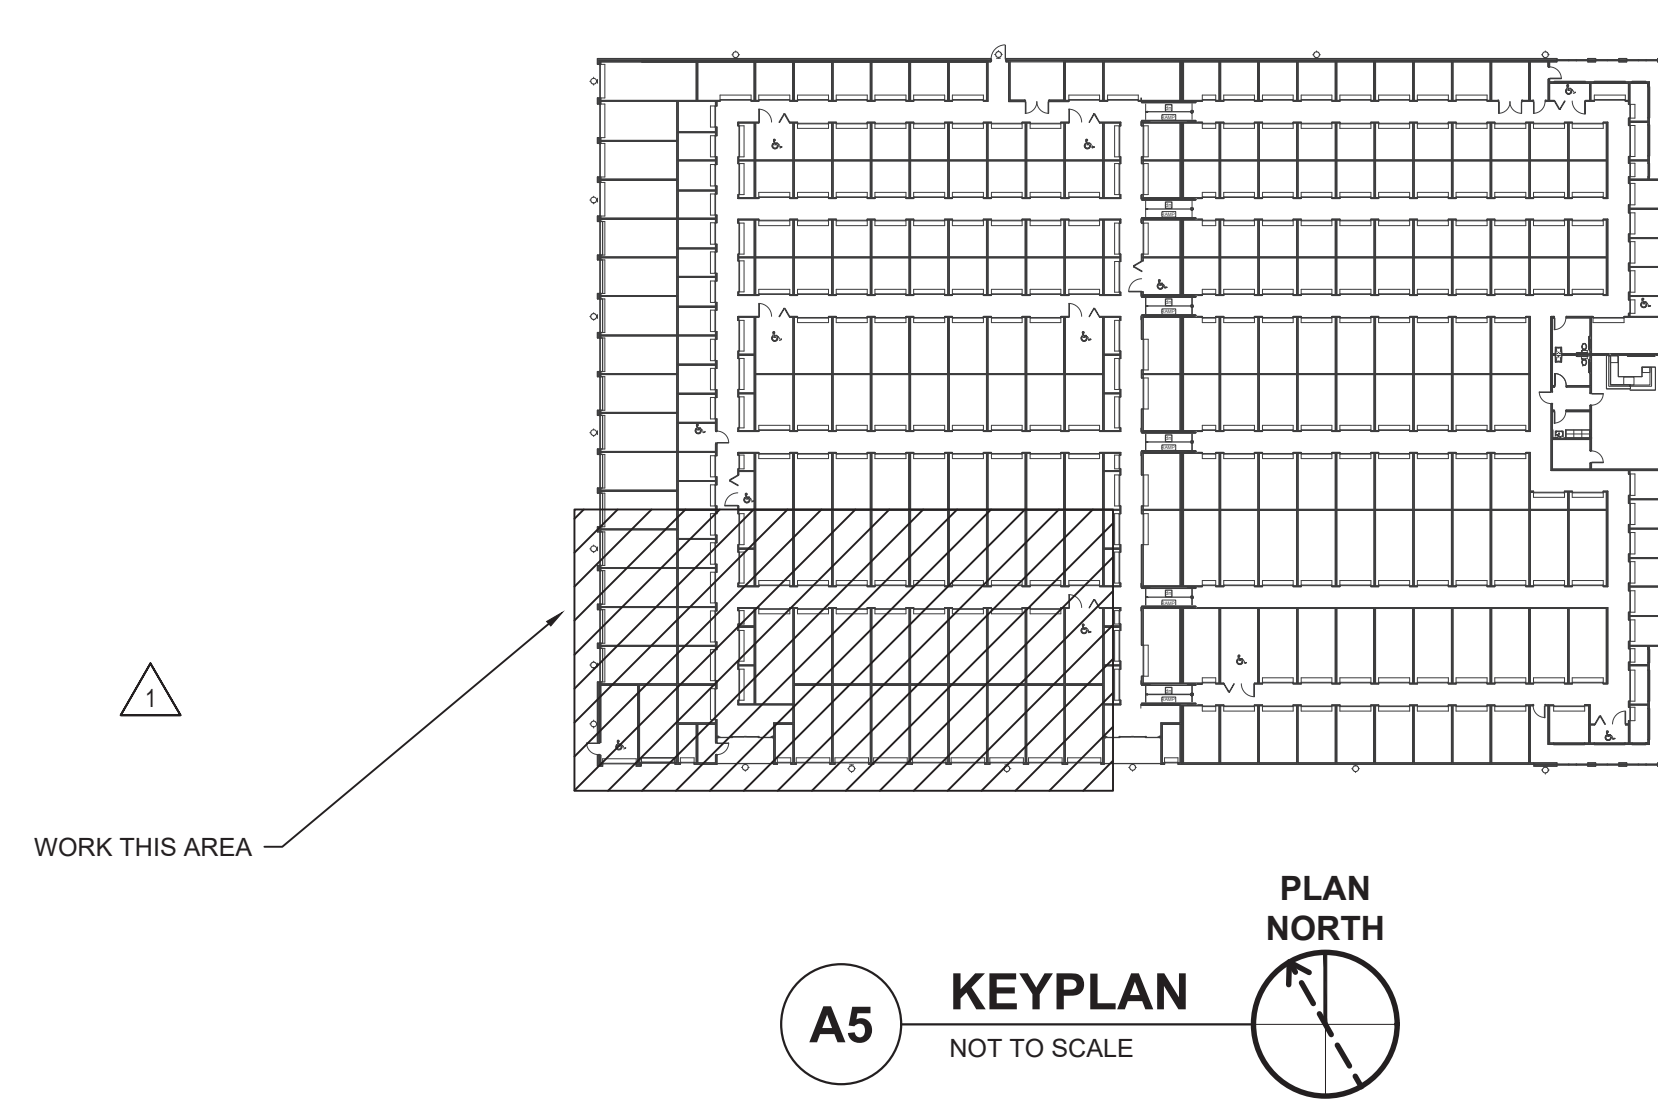 1
WORK THIS AREA
PLAN
NORTH
A5
KEYPLAN
NOT TO SCALE